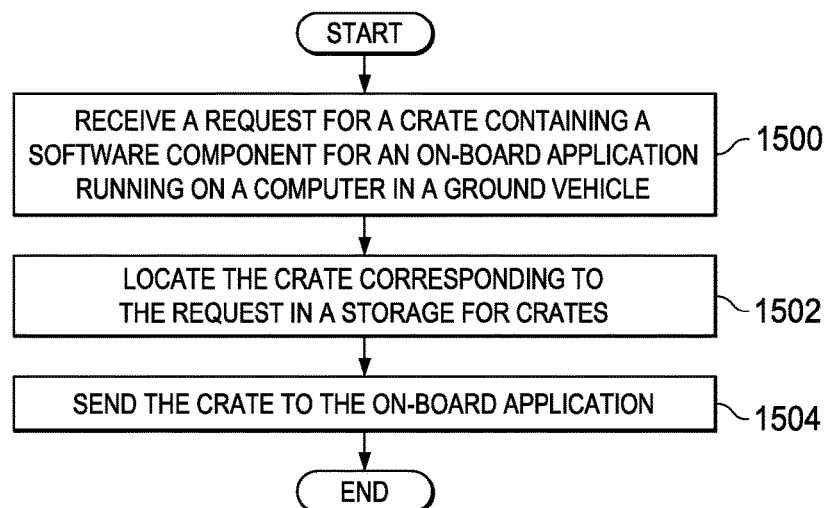 START
RECEIVE A REQUEST FOR A CRATE CONTAINING A
SOFTWARE COMPONENT FOR AN ON-BOARD APPLICATION
RUNNING ON A COMPUTER IN A GROUND VEHICLE
1500
LOCATE THE CRATE CORRESPONDING TO
THE REQUEST IN A STORAGE FOR CRATES
1502
SEND THE CRATE TO THE ON-BOARD APPLICATION
1504
END